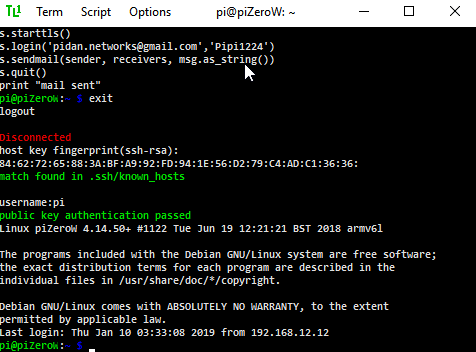 TL1 Term Script Options pi@piZeroW: ~
s.starttls()
s.login('pidan.networks@gmail.com','Pipi1224')
s.sendmail(sender, receivers, msg.as_string())
s.quit()
print "mail sent"
pi@piZeroW:~ $ exit
logout
Disconnected
host key fingerprint(ssh-rsa):
84:62:72:65:88:3A:BF:A9:92:FD:94:1E:56:D2:79:C4:AD:C1:36:36:
match found in .ssh/known_hosts
username:pi
public key authentication passed
Linux piZeroW 4.14.50+ #1122 Tue Jun 19 12:21:21 BST 2018 armv6l
The programs included with the Debian GNU/Linux system are free software;
the exact distribution terms for each program are described in the
individual files in /usr/share/doc/*/copyright.
Debian GNU/Linux comes with ABSOLUTELY NO WARRANTY, to the extent
permitted by applicable law.
Last login: Thu Jan 10 03:33:08 2019 from 192.168.12.12
pi@piZeroW:~ $